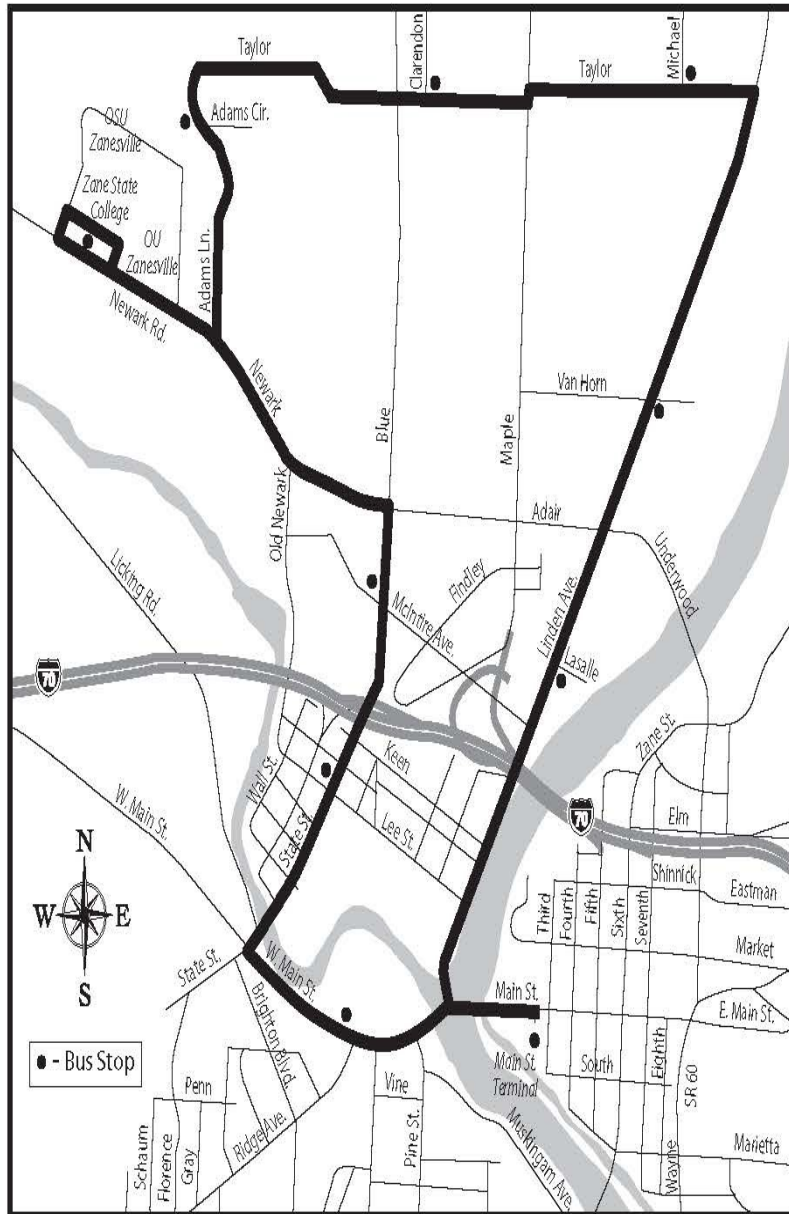 Taylor
Clarendon
Taylor
Michael
OSU
Zanesville
Adams Cir.
Zane State
College
OU
Zanesville
Adams Ln.
Newark Rd.
Newark
Blue
Maple
Van Horn
Old Newark
Adair
Underwood
Licking Rd.
McIntire Ave.
Findley
Linden Ave.
Lasalle
70
Zane St.
W. Main St.
Wall St.
Keen
State St.
Lee St.
70
Elm
Shinnick
Eastman
Third
Fourth
Fifth
Sixth
Seventh
Market
N
W E
S
State St.
W. Main St.
Brighton Blvd.
Main St.
E. Main St.
- Bus Stop
Main St.
Terminal
South
Eighth
SR 60
Penn
Vine
Ridge Ave.
Pine St.
Muskingam Ave.
Schaum
Florence
Gray
Wayne
Marietta